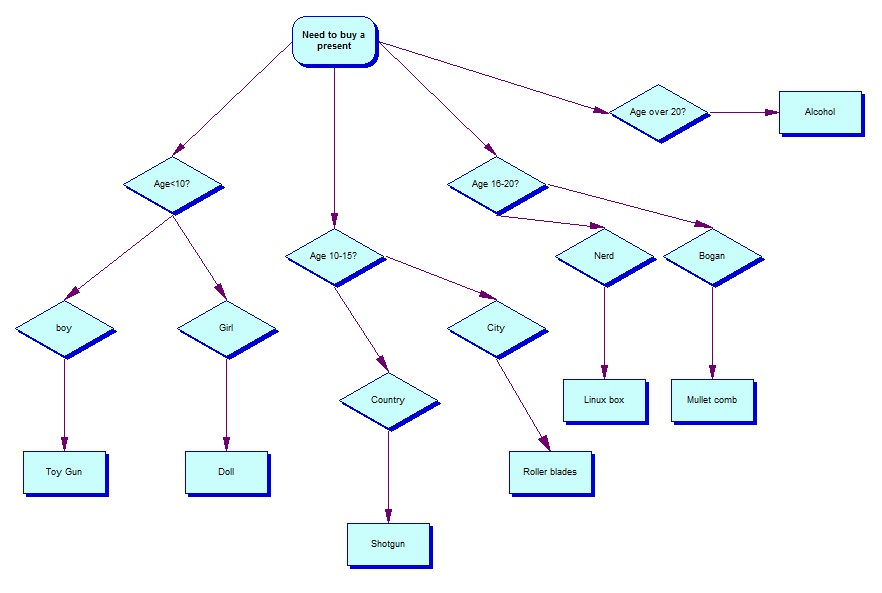 Need to buy a
present
Age over 20?
Alcohol
Age<10?
Age 16-20?
Age 10-15?
Nerd
Bogan
boy
Girl
City
Country
Linux box
Mullet comb
Toy Gun
Doll
Roller blades
Shotgun